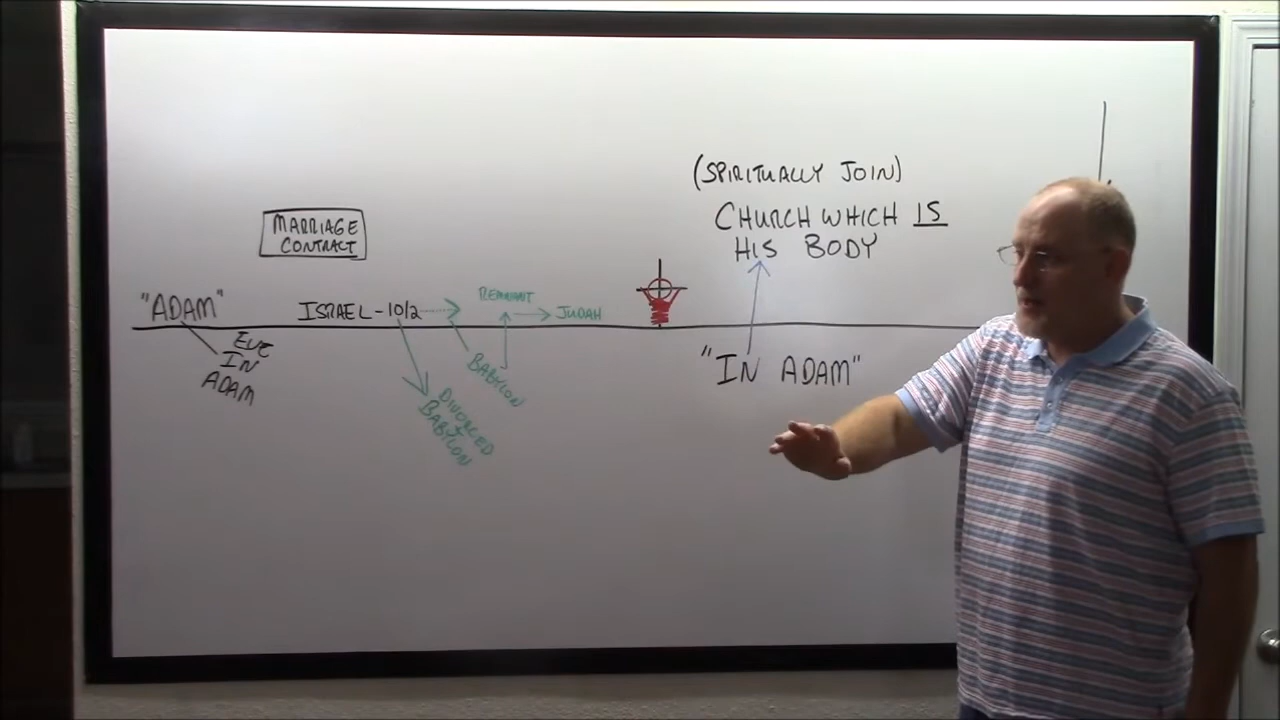 (SPIRITUALLY JOIN)
CHURCH WHICH IS
HIS BODY
MARRIAGE
CONTRACT
"ADAM"
EVE
IN
ADAM
ISRAEL - 10/2
REMNANT
JUDAH
BABYLON
DIVORCED
BABYLON
"IN ADAM"